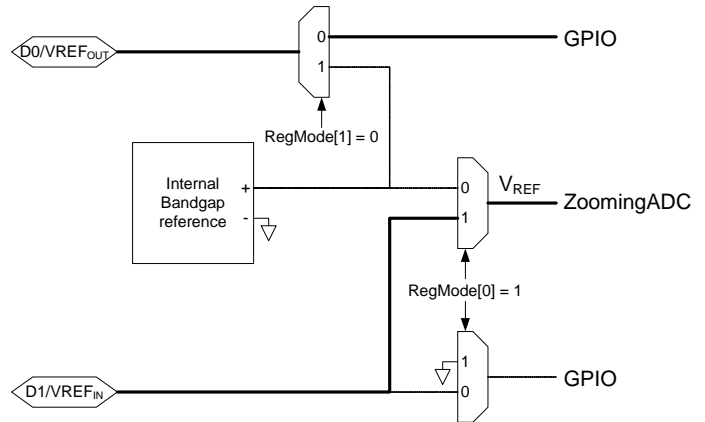 D0/VREFOUT
0
1
GPIO
RegMode[1] = 0
Internal
Bandgap
reference
+
-
0
1
VREF
ZoomingADC
RegMode[0] = 1
D1/VREFIN
1
0
GPIO